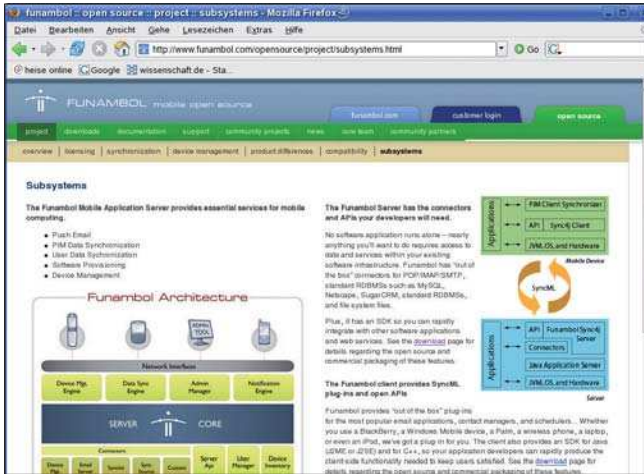 funambol :: open source :: project :: subsystems - Mozilla Firefox
Datei Bearbeiten Ansicht Gehe Lesezeichen Extras Hilfe
http://www.funambol.com/opensource/project/subsystems.html Go
heise online Google wissenschaft.de - Sta...
FUNAMBOL mobile open source
funambol.com customer login open source
project downloads documentation support community projects news core team community partners
overview | licensing | synchronization | device management | product differences | compatibility | subsystems
Subsystems
The Funambol Mobile Application Server provides essential services for mobile
computing.
Push Email
PIM Data Synchronization
User Data Sychronization
Software Provisioning
Device Management
Funambol Architecture
ADMIN
TOOL
Network Interfaces
Device Mgt.
Engine
Data Sync
Engine
Admin
Manager
Notification
Engine
SERVER CORE
Connectors
Device
Mgt.
Email
Server
Sync4J
Sync
Source
Custom
Server
Api
User
Manager
Device
Inventory
The Funambol Server has the connectors
and APIs your developers will need.
No software application runs alone -- nearly
anything you'll want to do requires access to
data and services within your existing
software infrastructure. Funambol has "out of
the box" connectors for POP/IMAP/SMTP,
standard RDBMSs such as MySQL,
Netscape, SugarCRM, standard RDBMSs,
and file system files.
Plus, it has an SDK so you can rapidly
integrate with other software applications
and web services. See the download page for
details regarding the open source and
commercial packaging of these features.
The Funambol client provides SyncML
plug-ins and open APIs
Funambol provides "out of the box" plug-ins
for the most popular email applications, contact managers, and schedulers... Whether
you use a BlackBerry, a Windows Mobile device, a Palm, a wireless phone, a laptop,
or even an iPod, we've got a plug in for you. The client also provides an SDK for Java
(J2ME or J2SE) and for C++, so your application developers can rapidly produce the
client-side functionality needed to keep users satisfied. See the download page for
details regarding the open source and commercial packaging of these features
Applications
PIM Client Synchronizer
API Sync4j Client
JVM, OS, and Hardware
Mobile Device
SyncML
Applications
API Funambol Sync4j
Server
Connectors
Java Application Server
JVM, OS, and Hardware
Server